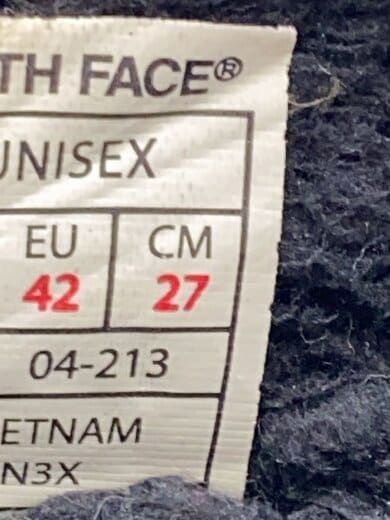 TH FACE®
UNISEX
EU CM
42 27
04-213
ETNAM
N3X